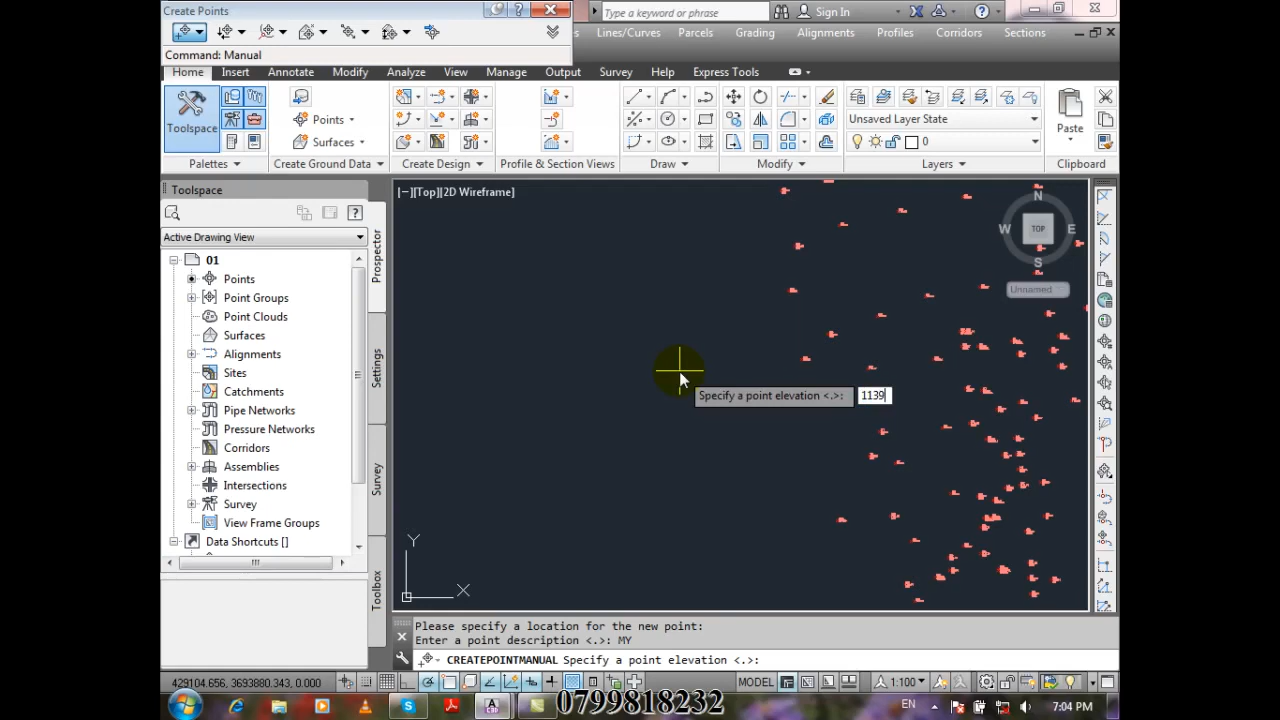 Create Points
Type a keyword or phrase
Sign In
Lines/Curves Parcels Grading Alignments Profiles Corridors Sections
Command: Manual
Home Insert Annotate Modify Analyze View Manage Output Survey Help Express Tools
Toolspace
Points
Surfaces
Unsaved Layer State
0
Paste
Palettes Create Ground Data Create Design Profile & Section Views Draw Modify Layers Clipboard
Toolspace
Active Drawing View
01
Points
Point Groups
Point Clouds
Surfaces
Alignments
Sites
Catchments
Pipe Networks
Pressure Networks
Corridors
Assemblies
Intersections
Survey
View Frame Groups
Data Shortcuts []
Prospector
Settings
Survey
Toolbox
[−][Top][2D Wireframe]
N
W TOP E
S
Unnamed
Specify a point elevation <.>: 1139
Y
X
Please specify a location for the new point:
Enter a point description <.>: MY
CREATEPOINTMANUAL Specify a point elevation <.>:
429104.656, 3693880.343, 0.000
MODEL
1:100
0799818232
EN
7:04 PM